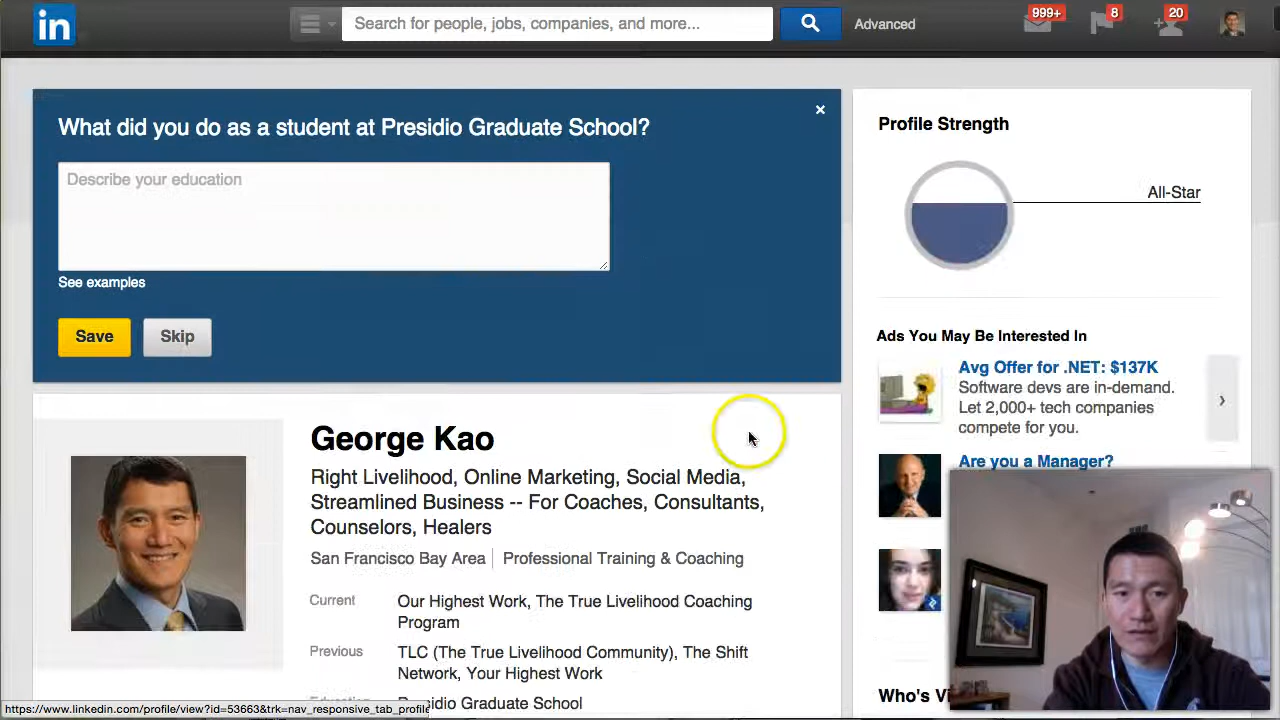 in
Search for people, jobs, companies, and more...
Advanced
999+
8
20
What did you do as a student at Presidio Graduate School?
×
Describe your education
See examples
Save
Skip
George Kao
Right Livelihood, Online Marketing, Social Media,
Streamlined Business -- For Coaches, Consultants,
Counselors, Healers
San Francisco Bay Area
Professional Training & Coaching
Current
Our Highest Work, The True Livelihood Coaching
Program
Previous
TLC (The True Livelihood Community), The Shift
Network, Your Highest Work
Education
Presidio Graduate School
https://www.linkedin.com/profile/view?id=53663&trk=nav_responsive_tab_profile
Profile Strength
All-Star
Ads You May Be Interested In
Avg Offer for .NET: $137K
Software devs are in-demand.
Let 2,000+ tech companies
compete for you.
Are you a Manager?
Who's